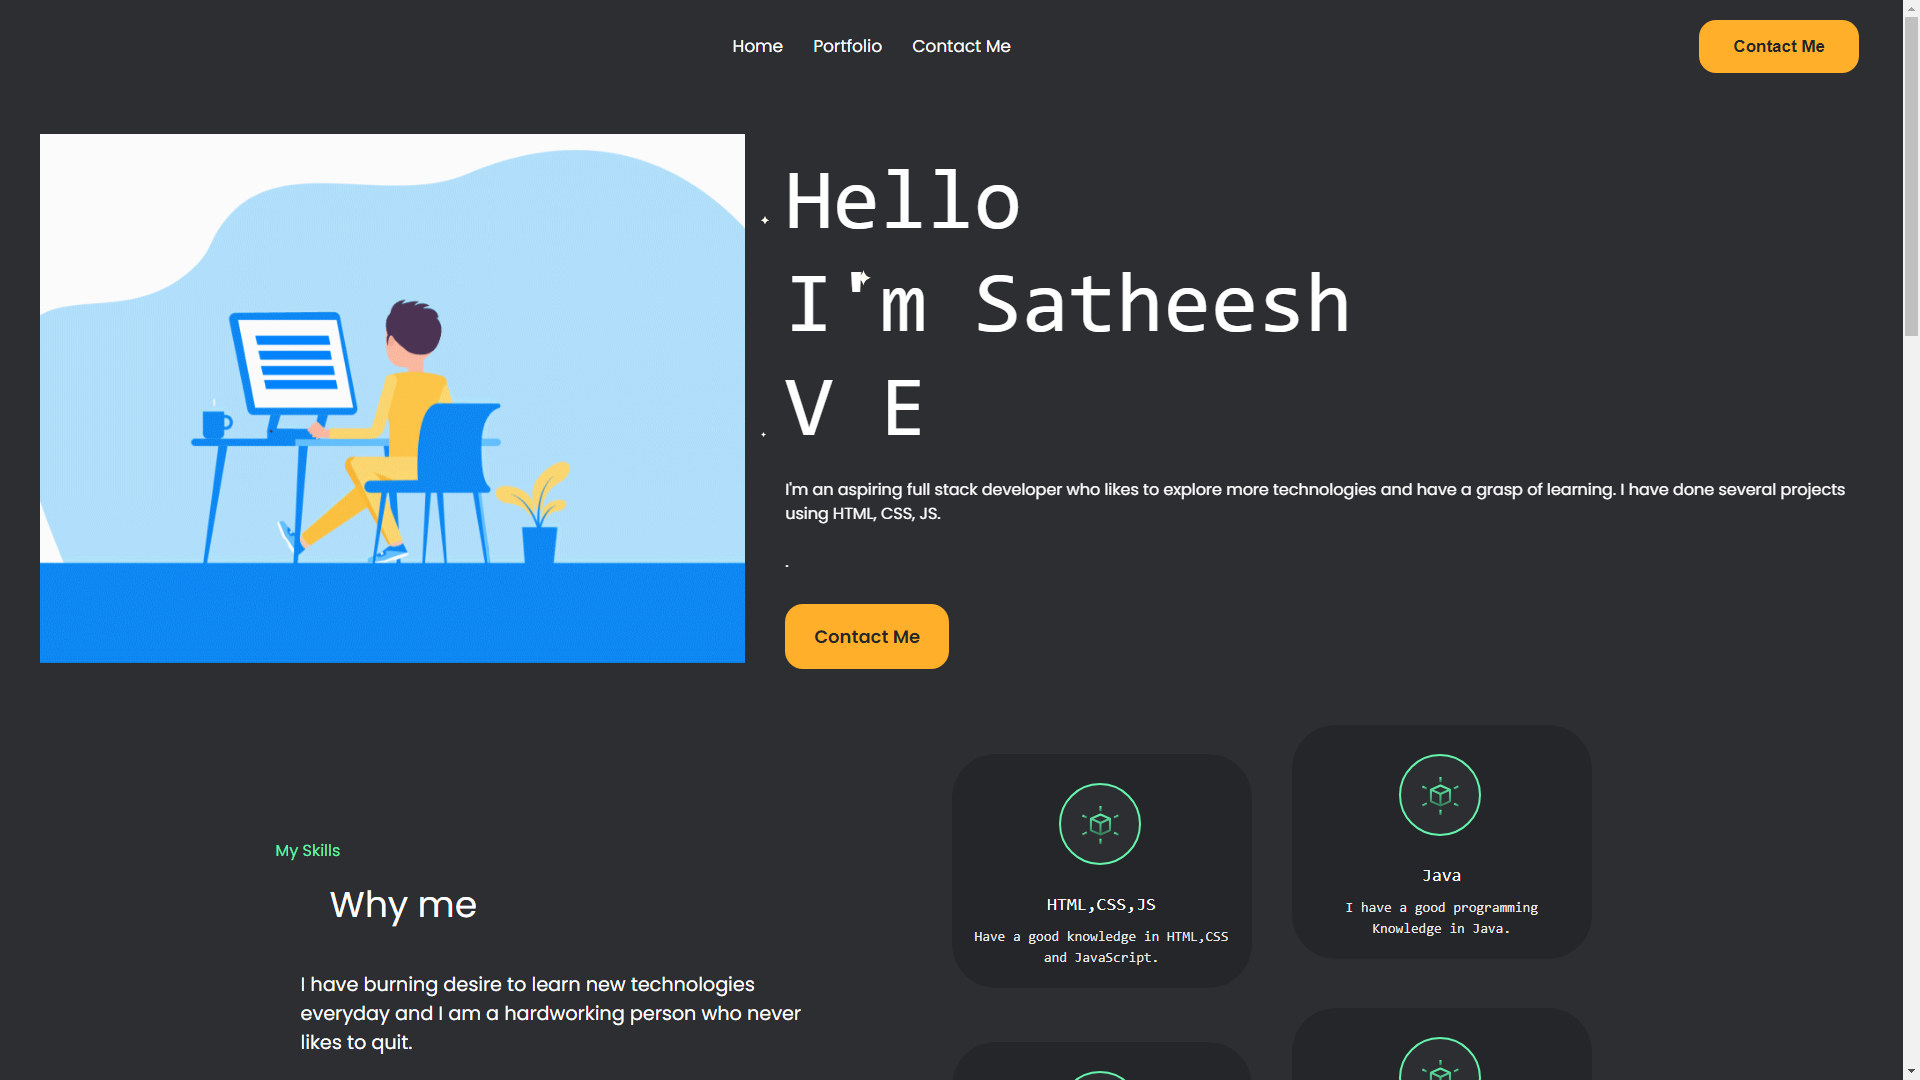 Home Portfolio Contact Me
Contact Me
Hello
I'm Satheesh
V E
I'm an aspiring full stack developer who likes to explore more technologies and have a grasp of learning. I have done several projects
using HTML, CSS, JS.
.
Contact Me
My Skills
Why me
I have burning desire to learn new technologies
everyday and I am a hardworking person who never
likes to quit.
HTML,CSS,JS
Have a good knowledge in HTML,CSS
and JavaScript.
Java
I have a good programming
Knowledge in Java.